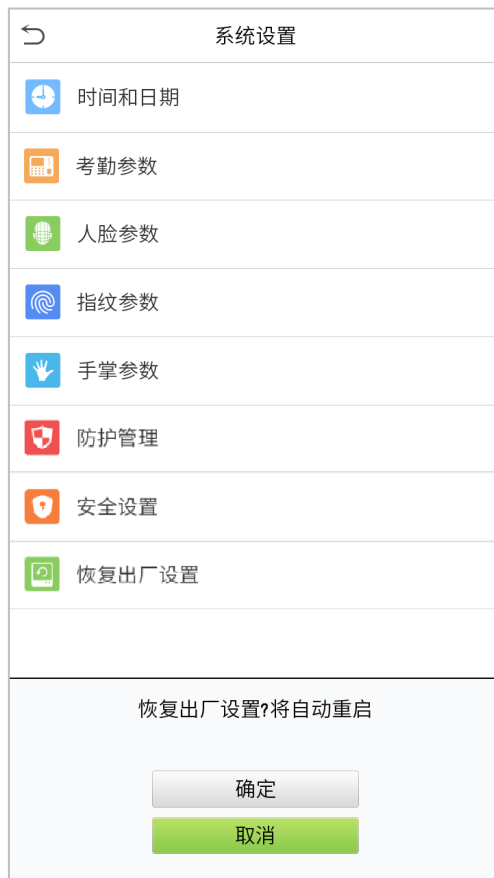 系统设置
时间和日期
考勤参数
人脸参数
指纹参数
手掌参数
防护管理
安全设置
恢复出厂设置
恢复出厂设置?将自动重启
确定
取消